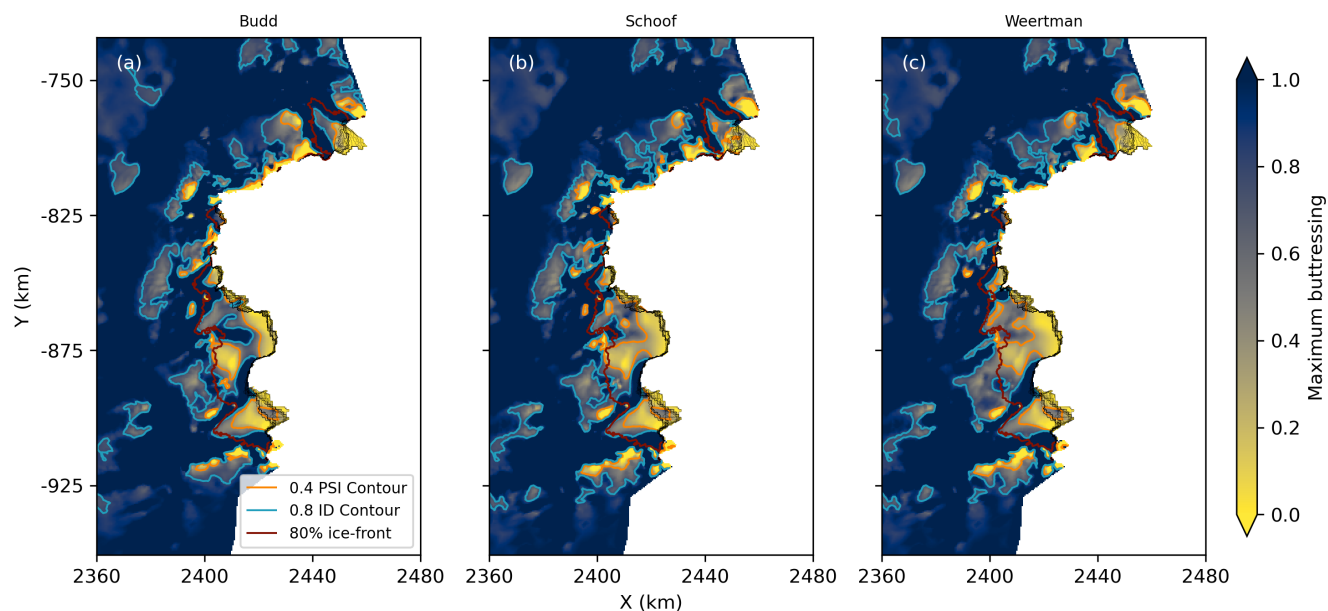 Budd
Schoof
Weertman
(a)
(b)
(c)
-750
-825
-875
-925
Y (km)
0.4 PSI Contour
0.8 ID Contour
80% ice-front
2360
2400
2440
2480
2360
2400
2440
2480
2360
2400
2440
2480
X (km)
1.0
0.8
0.6
0.4
0.2
0.0
Maximum buttressing